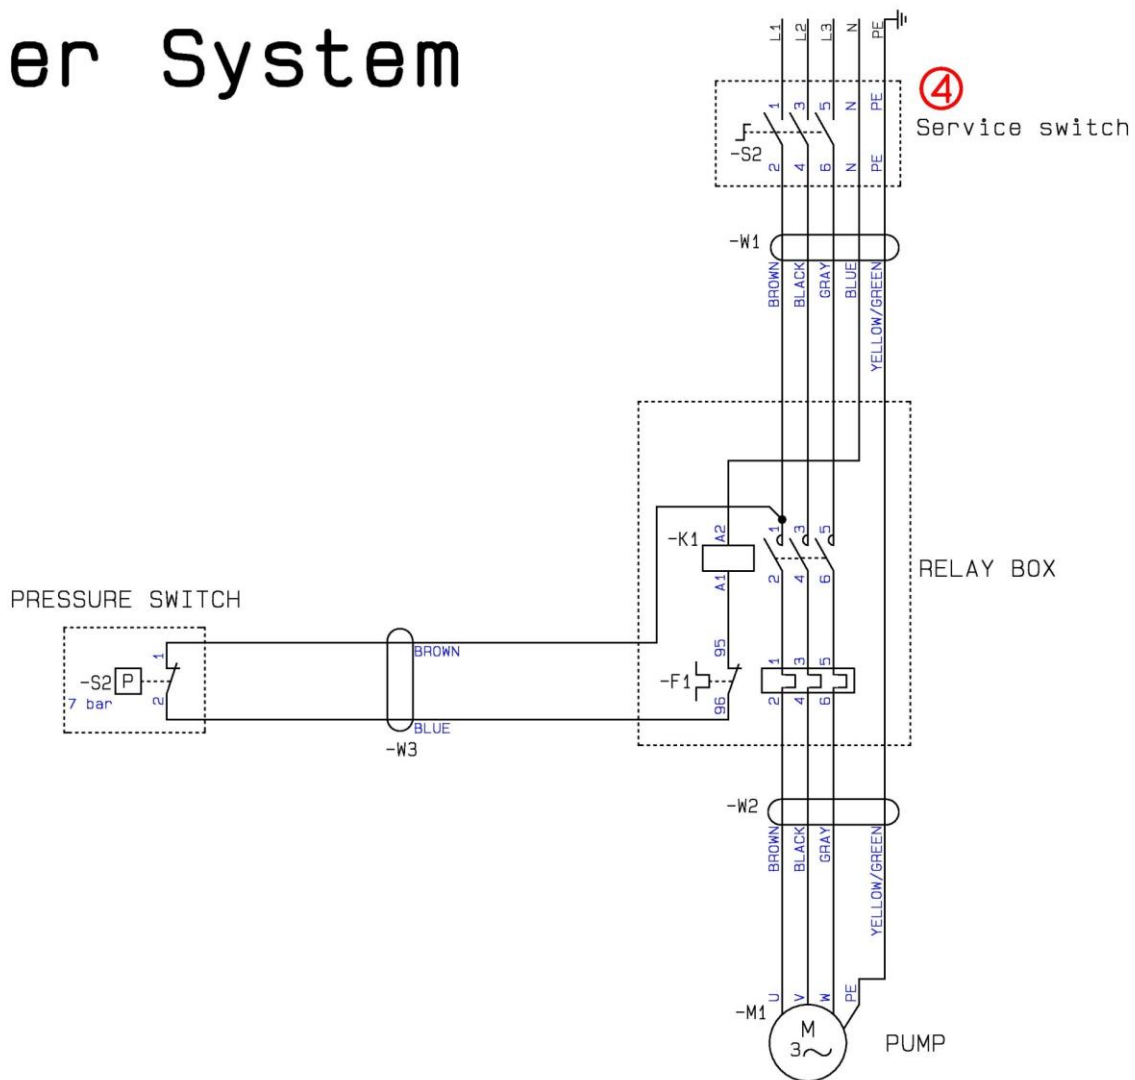 er System
L1 L2 L3 N PE
④
Service switch
1 3 5 N PE
-S2
2 4 6 N PE
-W1
BROWN BLACK GRAY BLUE YELLOW/GREEN
-K1 A2 1 3 5
A1 2 4 6
RELAY BOX
PRESSURE SWITCH
1
-S2 P
7 bar 2
BROWN
BLUE
-W3
95 1 3 5
-F1
96 2 4 6
-W2
BROWN BLACK GRAY YELLOW/GREEN
U V W PE
-M1
M
3~
PUMP